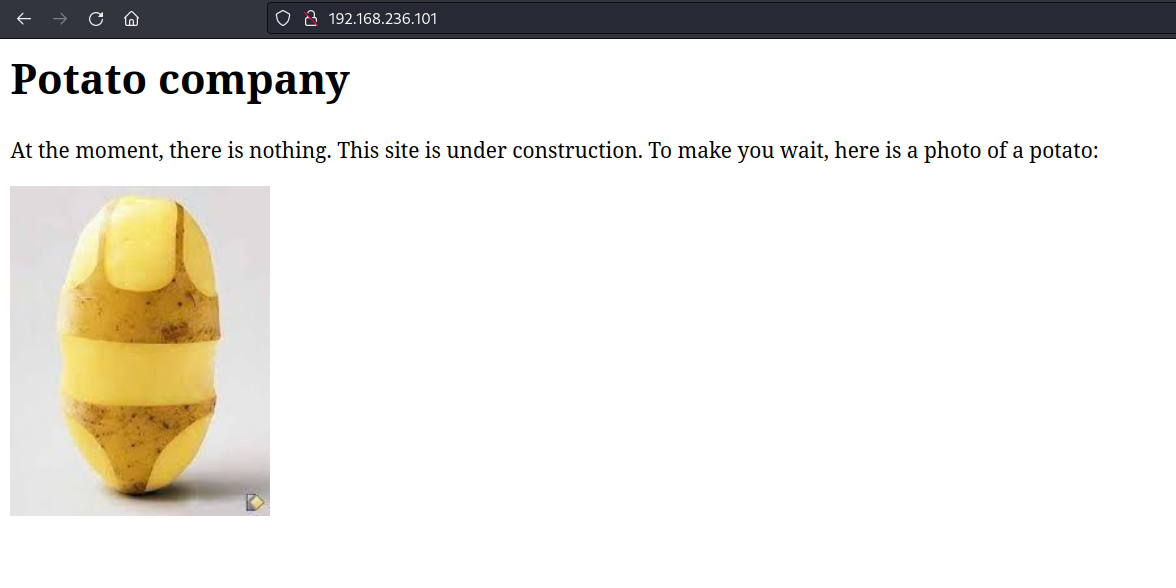 192.168.236.101
Potato company
At the moment, there is nothing. This site is under construction. To make you wait, here is a photo of a potato: